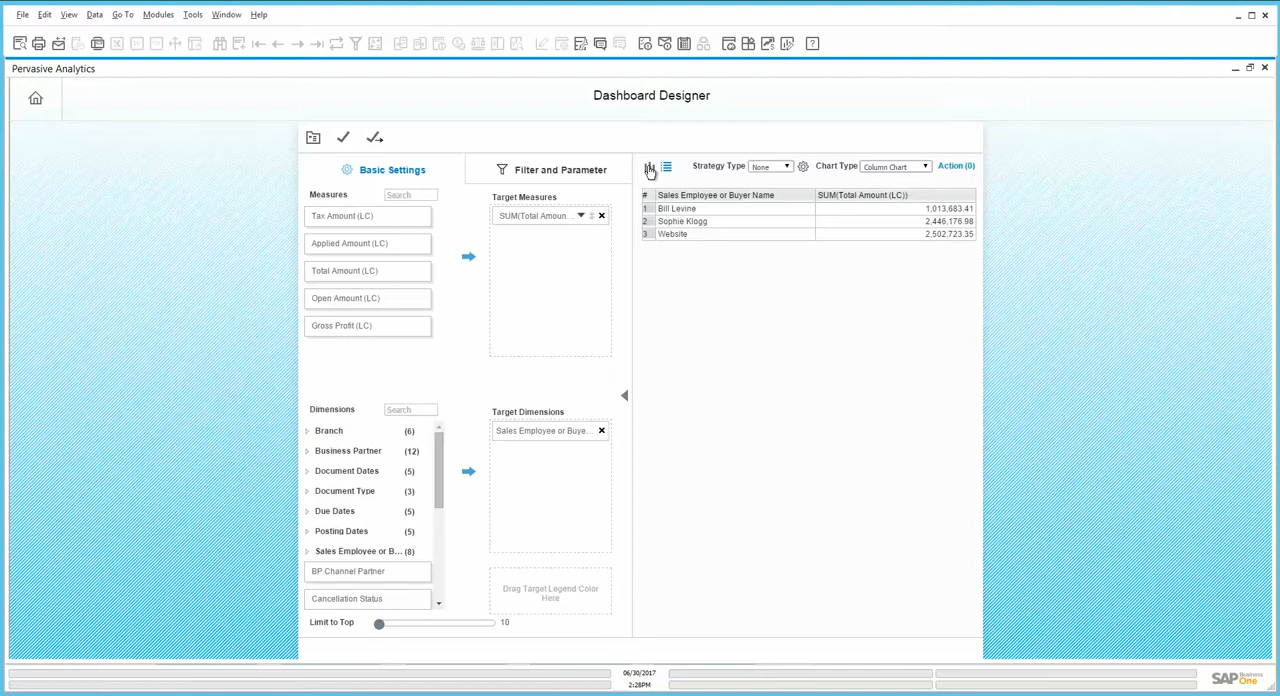 File Edit View Data Go To Modules Tools Window Help
Pervasive Analytics
Dashboard Designer
Basic Settings
Filter and Parameter
Strategy Type None Chart Type Column Chart Action (0)
Measures Search
Target Measures
Tax Amount (LC)
SUM(Total Amoun...
Applied Amount (LC)
Total Amount (LC)
Open Amount (LC)
Gross Profit (LC)
# Sales Employee or Buyer Name SUM(Total Amount (LC))
1 Bill Levine 1,013,683.41
2 Sophie Klogg 2,446,176.98
3 Website 2,502,723.35
Dimensions Search
Target Dimensions
Branch (6)
Sales Employee or Buye...
Business Partner (12)
Document Dates (5)
Document Type (3)
Due Dates (5)
Posting Dates (5)
Sales Employee or B... (8)
BP Channel Partner
Cancellation Status
Drag Target Legend Color
Here
Limit to Top 10
06/30/2017
2:28PM
SAP Business One